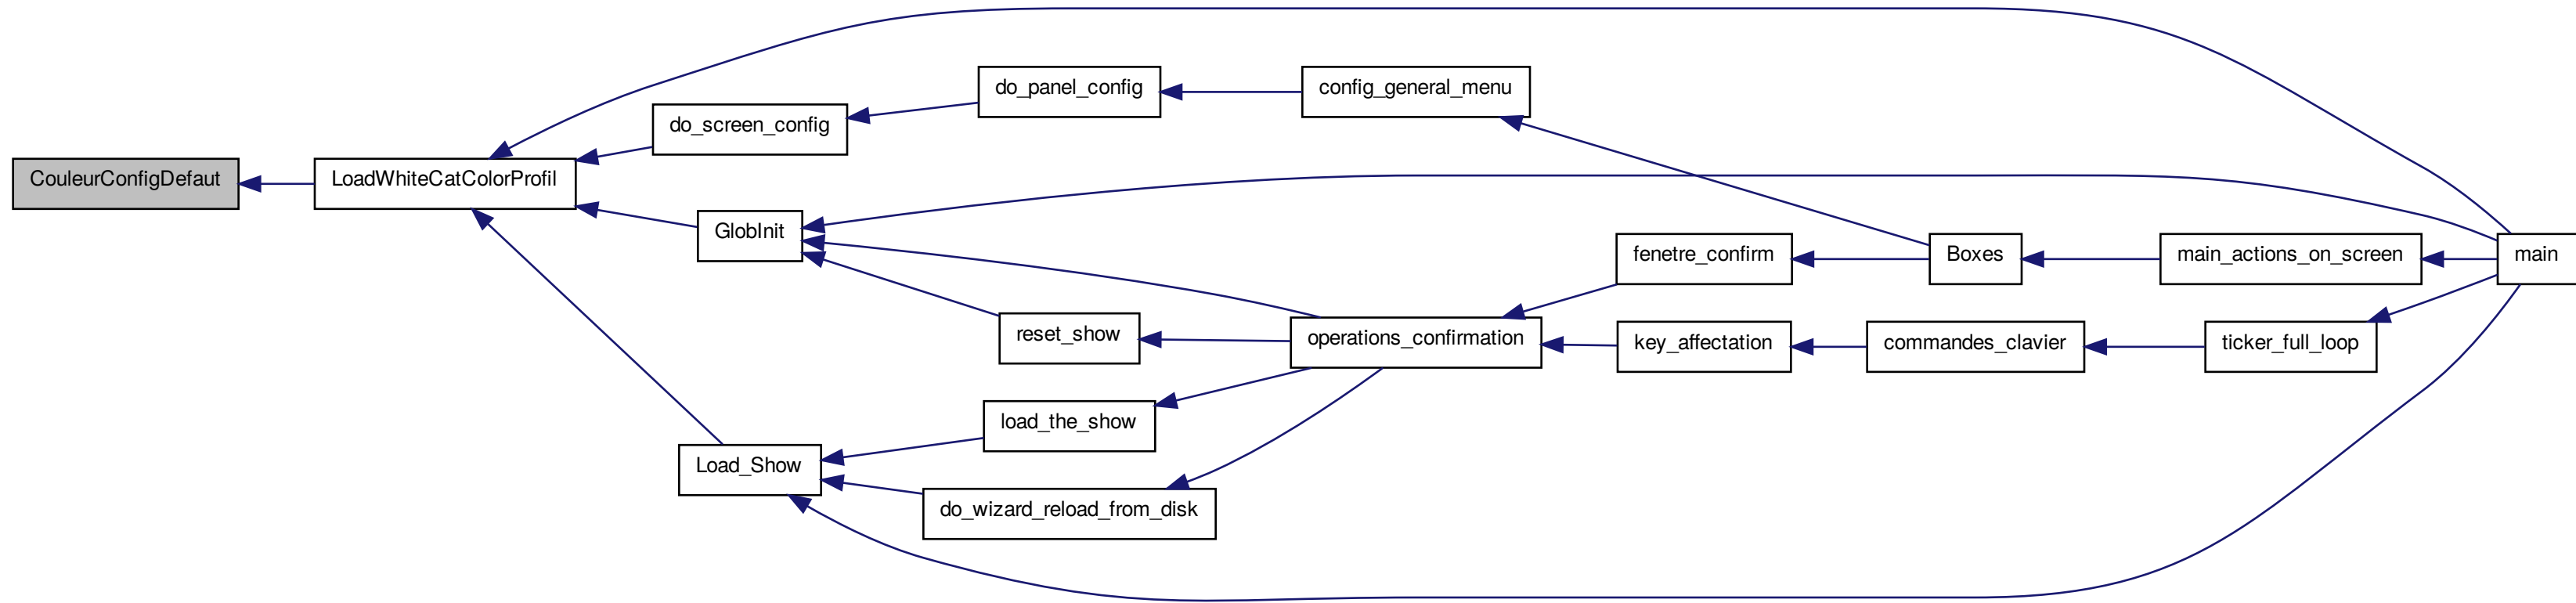 CouleurConfigDefaut
LoadWhiteCatColorProfil
do_screen_config
do_panel_config
config_general_menu
GlobInit
reset_show
Load_Show
load_the_show
do_wizard_reload_from_disk
operations_confirmation
fenetre_confirm
key_affectation
Boxes
commandes_clavier
main_actions_on_screen
ticker_full_loop
main